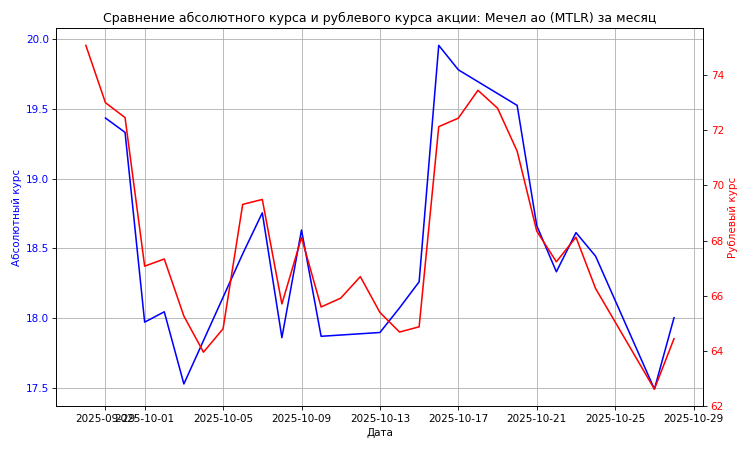 Сравнение абсолютного курса и рублевого курса акции: Мечел ао (MTLR) за месяц
20.0
19.5
19.0
18.5
18.0
17.5
Абсолютный курс
74
72
70
68
66
64
62
Рублевый курс
2025-09-29 2025-10-01 2025-10-05 2025-10-09 2025-10-13 2025-10-17 2025-10-21 2025-10-25 2025-10-29
Дата